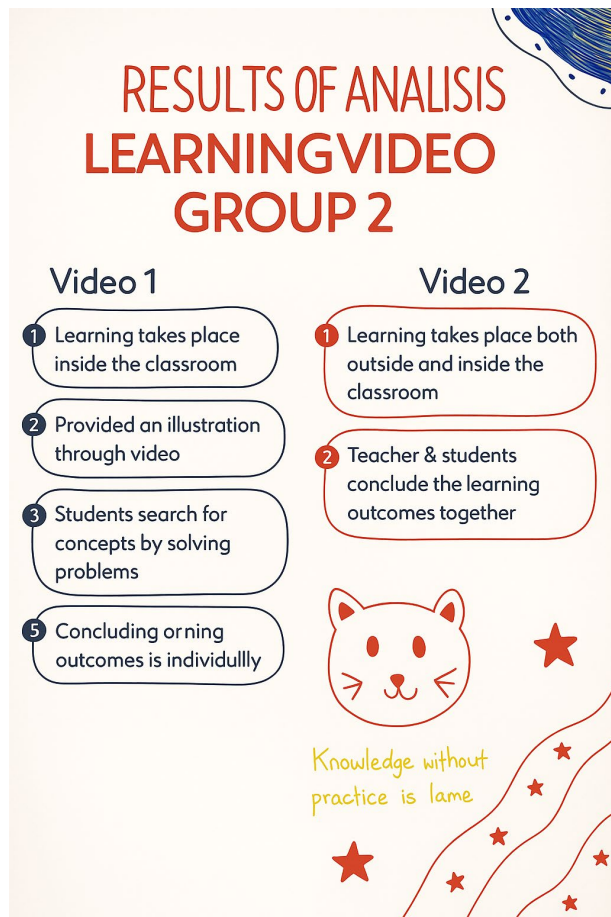 RESULTS OF ANALISIS
LEARNINGVIDEO
GROUP 2
Video 1
1 Learning takes place
inside the classroom
2 Provided an illustration
through video
3 Students search for
concepts by solving
problems
5 Concluding orning
outcomes is individullly
Video 2
1 Learning takes place both
outside and inside the
classroom
2 Teacher & students
conclude the learning
outcomes together
Knowledge without
practice is lame